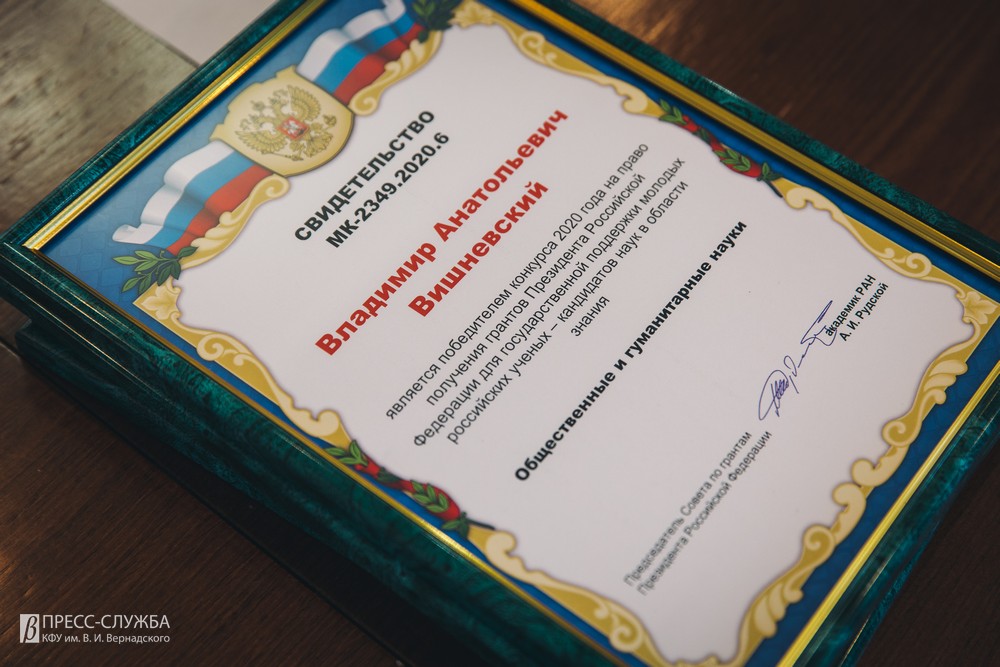 СВИДЕТЕЛЬСТВО
МК-2349.2020.6
Владимир Анатольевич
Вишневский
является победителем конкурса 2020 года на право
получения грантов Президента Российской
Федерации для государственной поддержки молодых
российских ученых – кандидатов наук в области
знания
Общественные и гуманитарные науки
Председатель Совета по грантам
Президента Российской Федерации
академик РАН
А. И. Рудской
ПРЕСС-СЛУЖБА
КФУ им. В. И. Вернадского